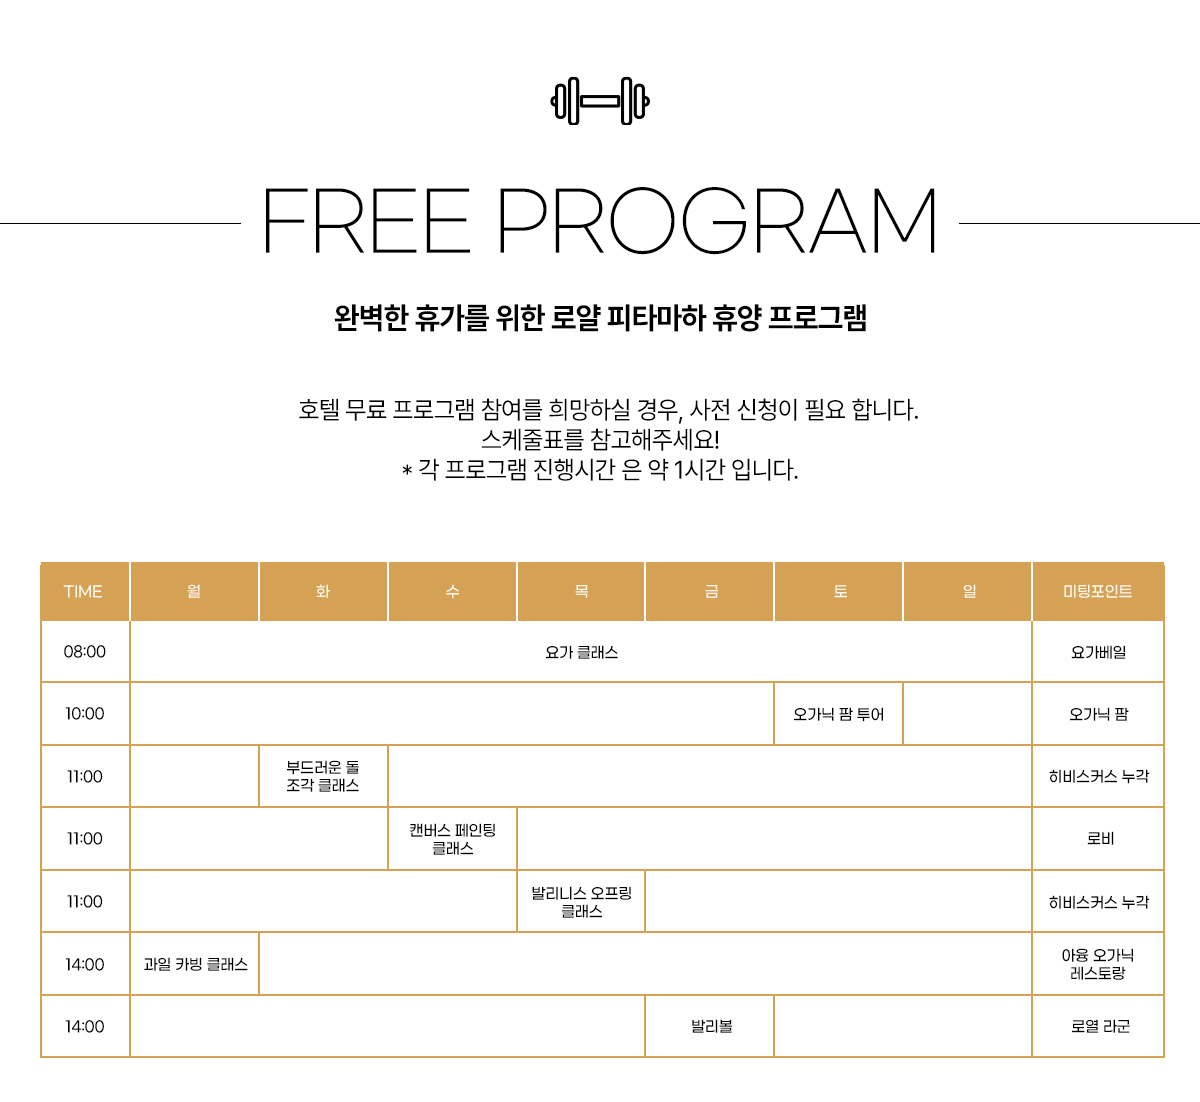 FREE PROGRAM
완벽한 휴가를 위한 로얄 피타마하 휴양 프로그램
호텔 무료 프로그램 참여를 희망하실 경우, 사전 신청이 필요 합니다.
스케줄표를 참고해주세요!
* 각 프로그램 진행시간 은 약 1시간 입니다.
TIME 월 화 수 목 금 토 일 미팅포인트
08:00 요가 클래스 요가베일
10:00 오가닉 팜 투어 오가닉 팜
11:00 부드러운 돌 조각 클래스 히비스커스 누각
11:00 캔버스 페인팅 클래스 로비
11:00 발리니스 오프링 클래스 히비스커스 누각
14:00 과일 카빙 클래스 아융 오가닉 레스토랑
14:00 발리볼 로열 라군